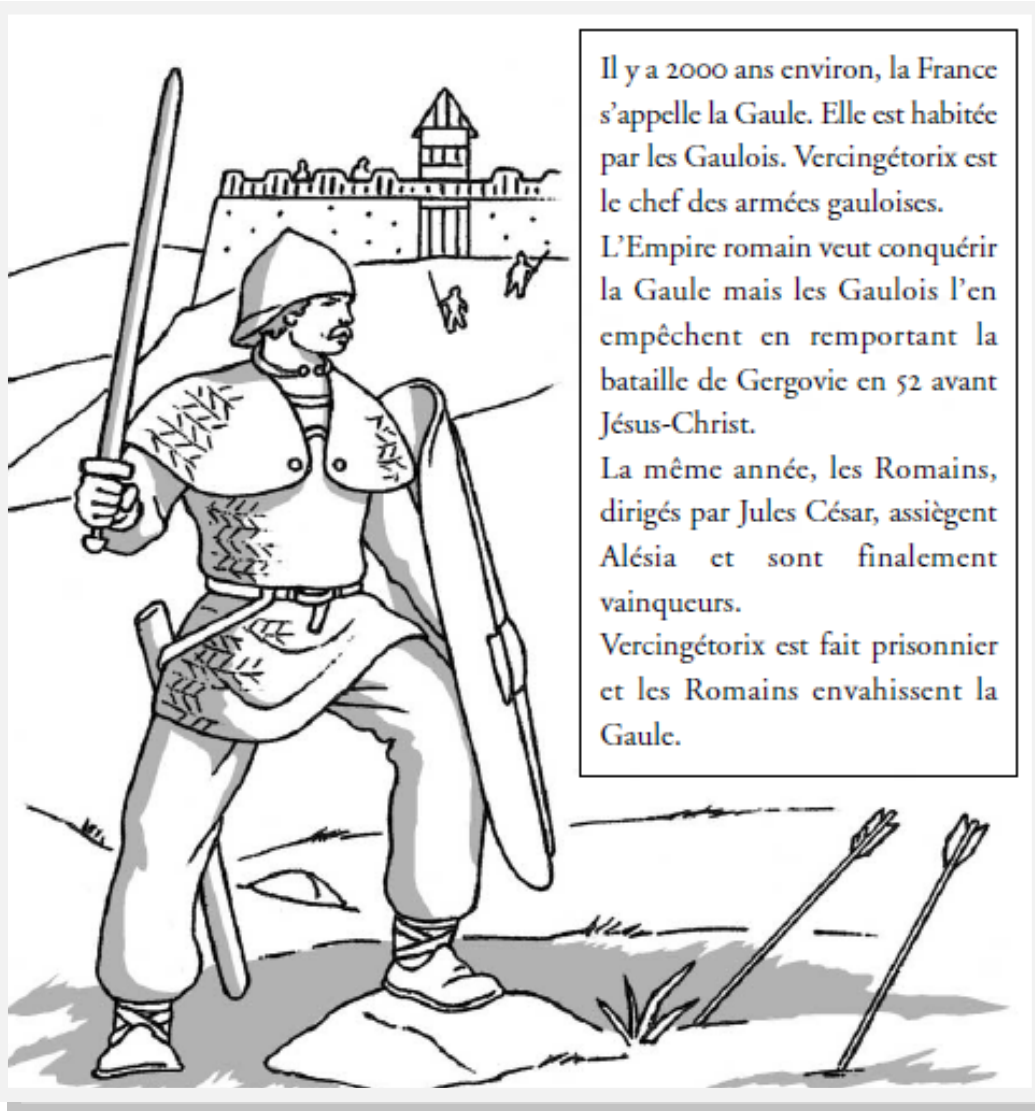 Il y a 2000 ans environ, la France
s'appelle la Gaule. Elle est habitée
par les Gaulois. Vercingétorix est
le chef des armées gauloises.
L'Empire romain veut conquérir
la Gaule mais les Gaulois l'en
empêchent en remportant la
bataille de Gergovie en 52 avant
Jésus-Christ.
La même année, les Romains,
dirigés par Jules César, assiègent
Alésia et sont finalement
vainqueurs.
Vercingétorix est fait prisonnier
et les Romains envahissent la
Gaule.